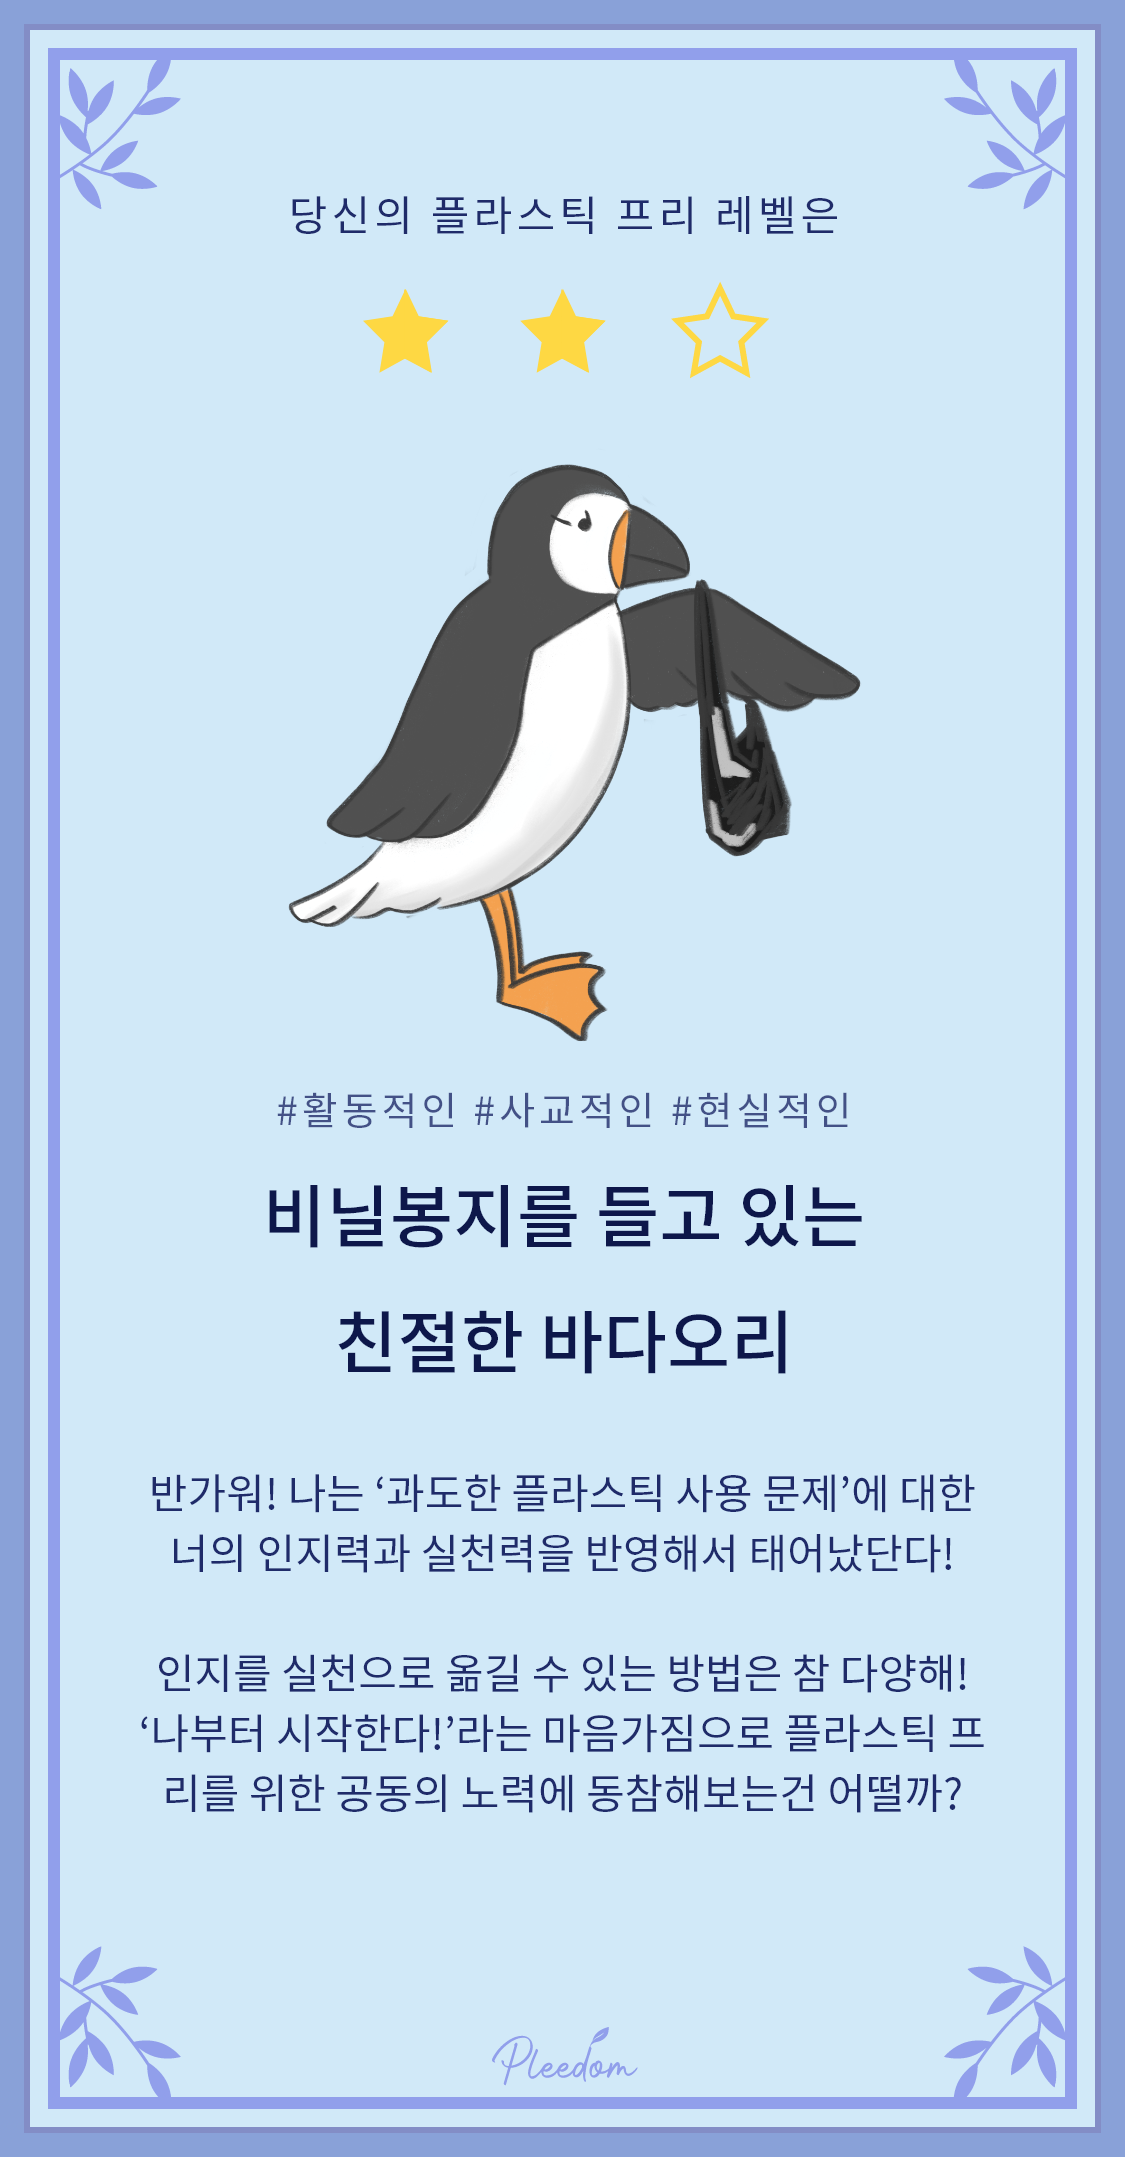 당신의 플라스틱 프리 레벨은
#활동적인 #사교적인 #현실적인
비닐봉지를 들고 있는
친절한 바다오리
반가워! 나는 ‘과도한 플라스틱 사용 문제’에 대한
너의 인지력과 실천력을 반영해서 태어났단다!
인지를 실천으로 옮길 수 있는 방법은 참 다양해!
‘나부터 시작한다!’라는 마음가짐으로 플라스틱 프
리를 위한 공동의 노력에 동참해보는건 어떨까?
Pleedom